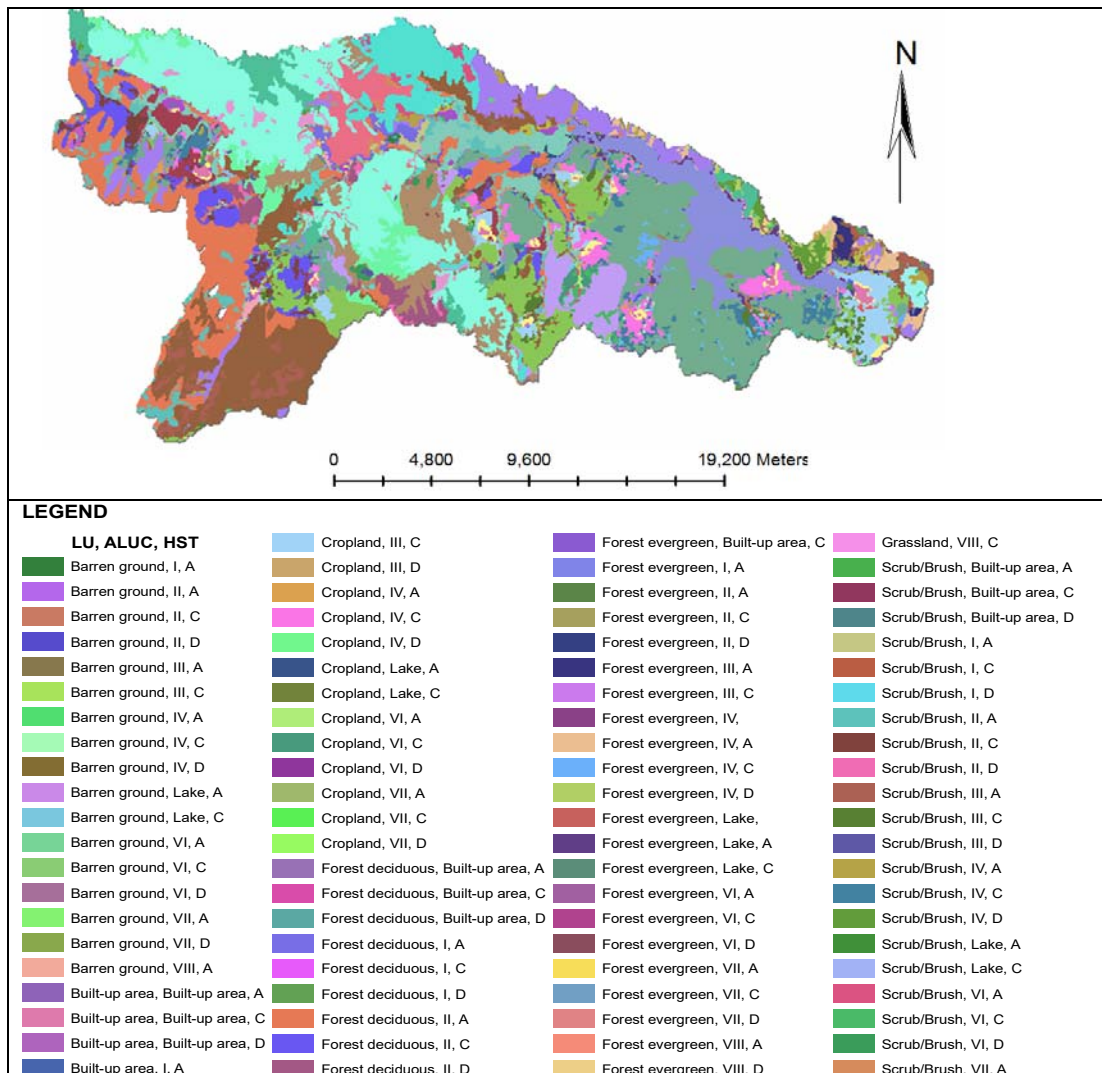 N
0 4,800 9,600 19,200 Meters
LEGEND
LU, ALUC, HST
Barren ground, I, A
Barren ground, II, A
Barren ground, II, C
Barren ground, II, D
Barren ground, III, A
Barren ground, III, C
Barren ground, IV, A
Barren ground, IV, C
Barren ground, IV, D
Barren ground, Lake, A
Barren ground, Lake, C
Barren ground, VI, A
Barren ground, VI, C
Barren ground, VI, D
Barren ground, VII, A
Barren ground, VII, D
Barren ground, VIII, A
Built-up area, Built-up area, A
Built-up area, Built-up area, C
Built-up area, Built-up area, D
Built-up area, I, A
Cropland, III, C
Cropland, III, D
Cropland, IV, A
Cropland, IV, C
Cropland, IV, D
Cropland, Lake, A
Cropland, Lake, C
Cropland, VI, A
Cropland, VI, C
Cropland, VI, D
Cropland, VII, A
Cropland, VII, C
Cropland, VII, D
Forest deciduous, Built-up area, A
Forest deciduous, Built-up area, C
Forest deciduous, Built-up area, D
Forest deciduous, I, A
Forest deciduous, I, C
Forest deciduous, I, D
Forest deciduous, II, A
Forest deciduous, II, C
Forest deciduous, II, D
Forest evergreen, Built-up area, C
Forest evergreen, I, A
Forest evergreen, II, A
Forest evergreen, II, C
Forest evergreen, II, D
Forest evergreen, III, A
Forest evergreen, III, C
Forest evergreen, IV,
Forest evergreen, IV, A
Forest evergreen, IV, C
Forest evergreen, IV, D
Forest evergreen, Lake,
Forest evergreen, Lake, A
Forest evergreen, Lake, C
Forest evergreen, VI, A
Forest evergreen, VI, C
Forest evergreen, VI, D
Forest evergreen, VII, A
Forest evergreen, VII, C
Forest evergreen, VII, D
Forest evergreen, VIII, A
Forest evergreen, VIII, D
Grassland, VIII, C
Scrub/Brush, Built-up area, A
Scrub/Brush, Built-up area, C
Scrub/Brush, Built-up area, D
Scrub/Brush, I, A
Scrub/Brush, I, C
Scrub/Brush, I, D
Scrub/Brush, II, A
Scrub/Brush, II, C
Scrub/Brush, II, D
Scrub/Brush, III, A
Scrub/Brush, III, C
Scrub/Brush, III, D
Scrub/Brush, IV, A
Scrub/Brush, IV, C
Scrub/Brush, IV, D
Scrub/Brush, Lake, A
Scrub/Brush, Lake, C
Scrub/Brush, VI, A
Scrub/Brush, VI, C
Scrub/Brush, VI, D
Scrub/Brush, VII, A